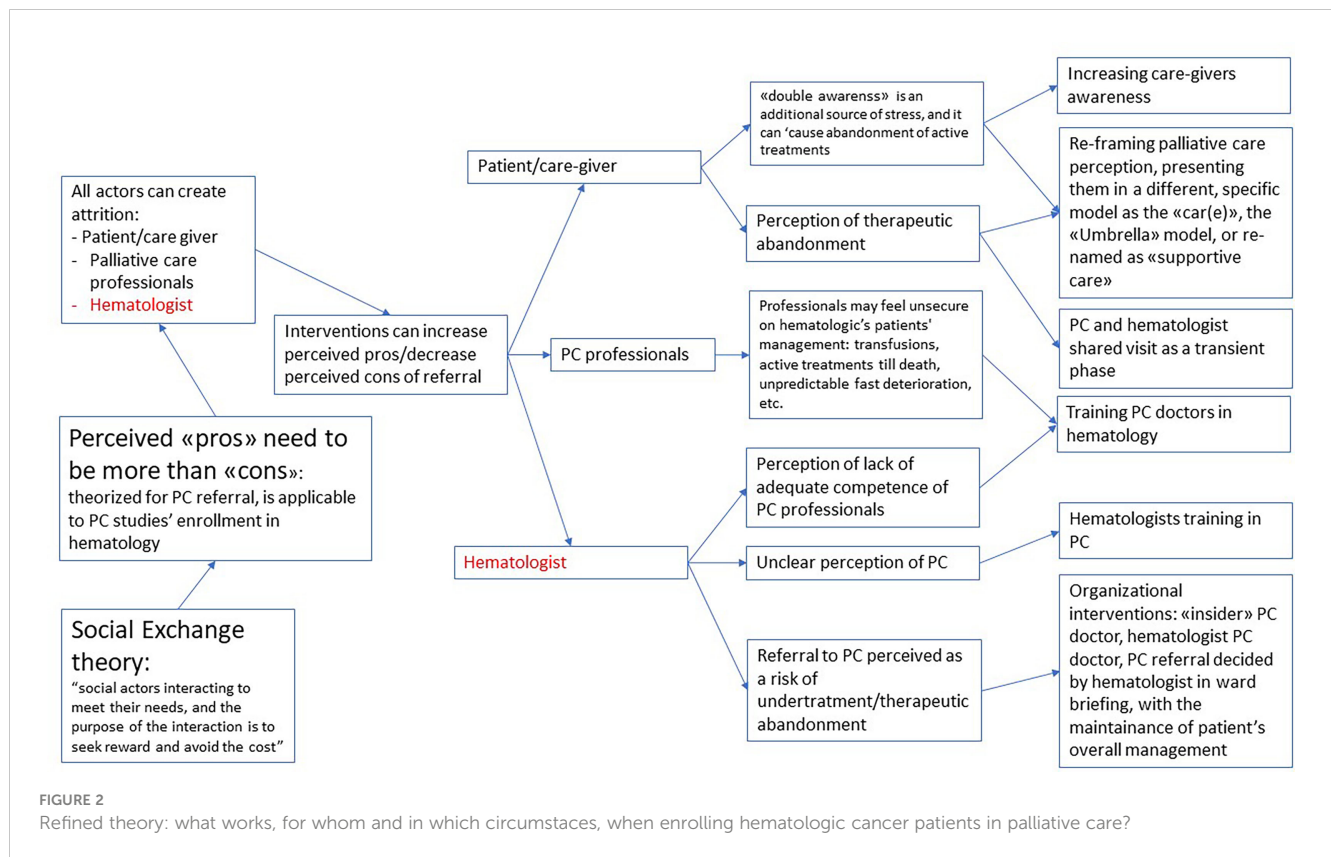 All actors can create
attrition:
- Patient/care giver
- Palliative care
professionals
- Hematologist
Perceived «pros» need to
be more than «cons»:
theorized for PC referral, is applicable
to PC studies' enrollment in
hematology
Social Exchange
theory:
“social actors interacting to
meet their needs, and the
purpose of the interaction is to
seek reward and avoid the cost”
Interventions can increase
perceived pros/decrease
perceived cons of referral
Patient/care-giver
PC professionals
Hematologist
«double awarenss» is an
additional source of stress, and it
can ‘cause abandonment of active
treatments
Perception of therapeutic
abandonment
Professionals may feel unsecure
on hematologic’s patients'
management: transfusions,
active treatments till death,
unpredictable fast deterioration,
etc.
Perception of lack of
adequate competence of
PC professionals
Unclear perception of PC
Referral to PC perceived as
a risk of
undertratment/therapeutic
abandonment
Increasing care-givers
awareness
Re-framing palliative care
perception, presenting
them in a different, specific
model as the «car(e)», the
«Umbrella» model, or re-
named as «supportive
care»
PC and hematologist
shared visit as a transient
phase
Training PC doctors in
hematology
Hematologists training in
PC
Organizational
interventions: «insider» PC
doctor, hematologist PC
doctor, PC referral decided
by hematologist in ward
briefing, with the
maintainance of patient’s
overall management
FIGURE 2
Refined theory: what works, for whom and in which circumstaces, when enrolling hematologic cancer patients in palliative care?